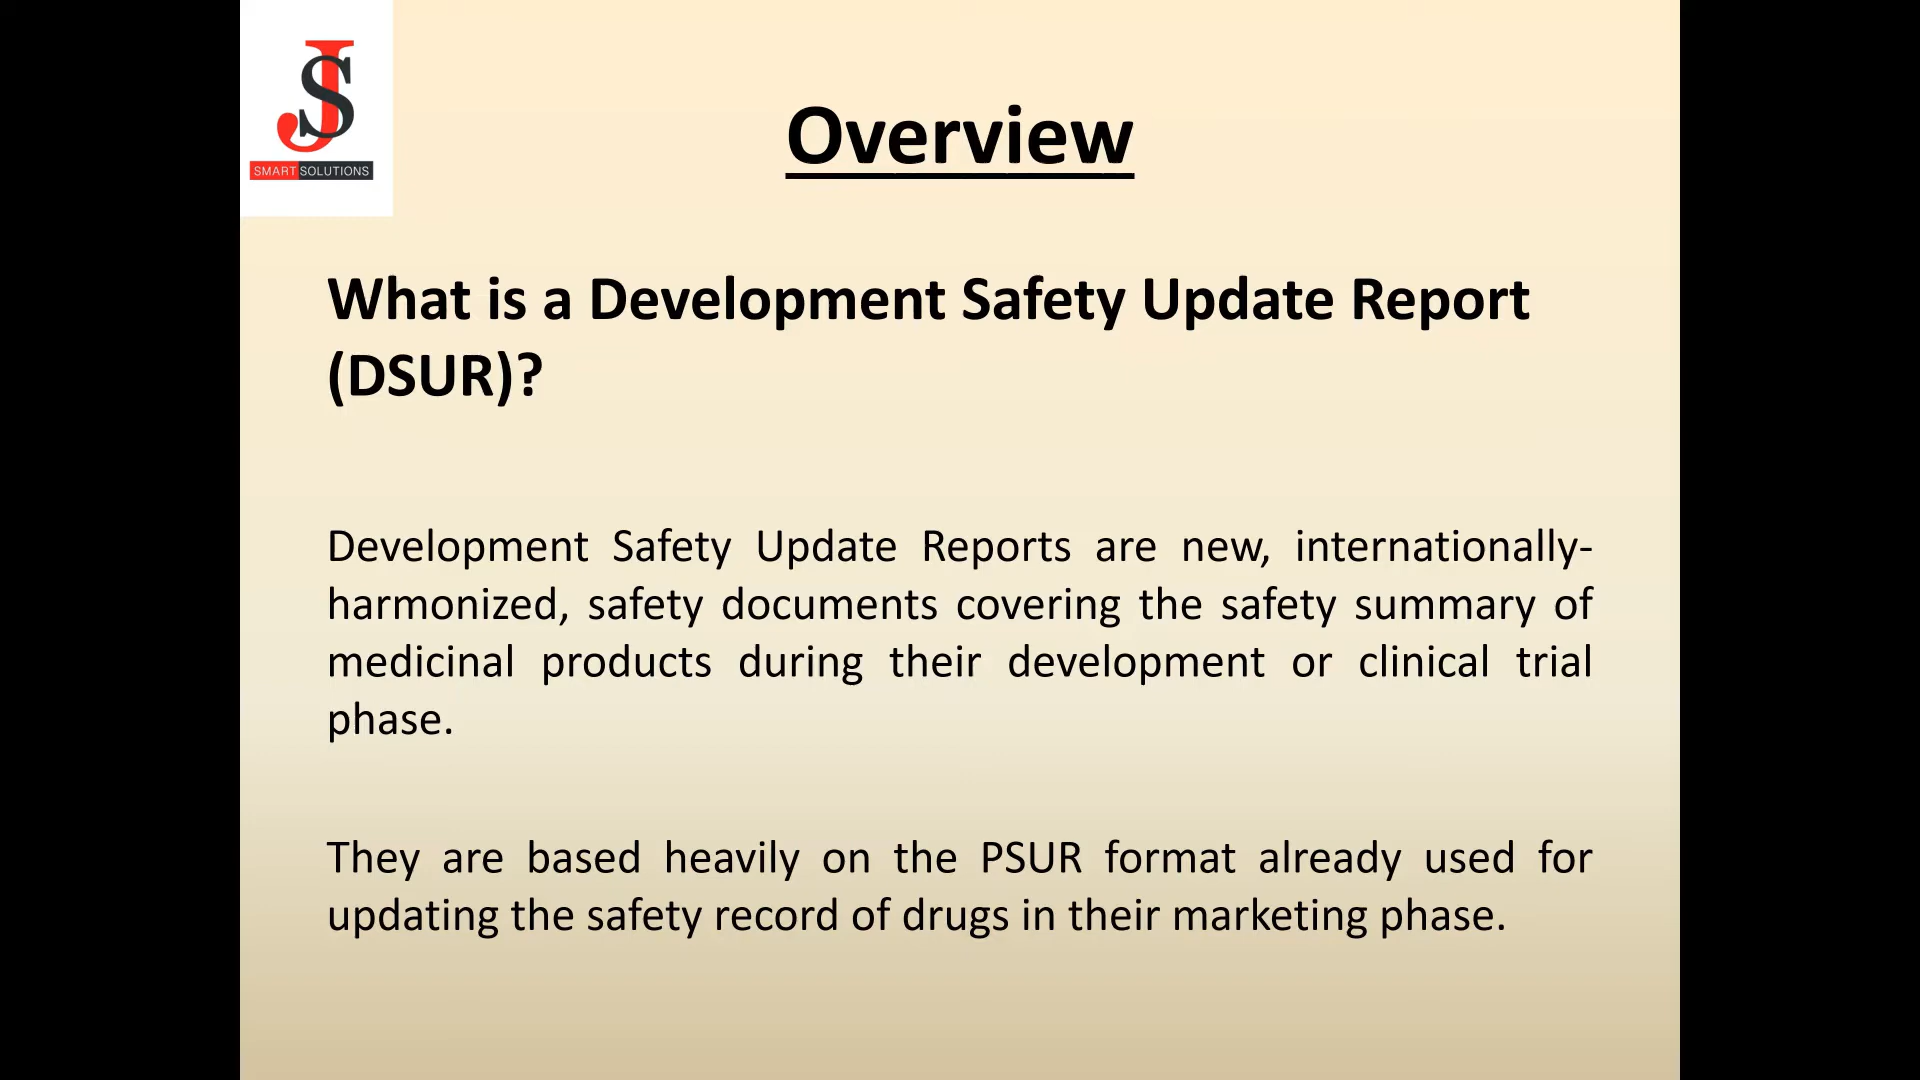 JS
SMART SOLUTIONS
Overview
What is a Development Safety Update Report
(DSUR)?
Development Safety Update Reports are new, internationally-
harmonized, safety documents covering the safety summary of
medicinal products during their development or clinical trial
phase.
They are based heavily on the PSUR format already used for
updating the safety record of drugs in their marketing phase.